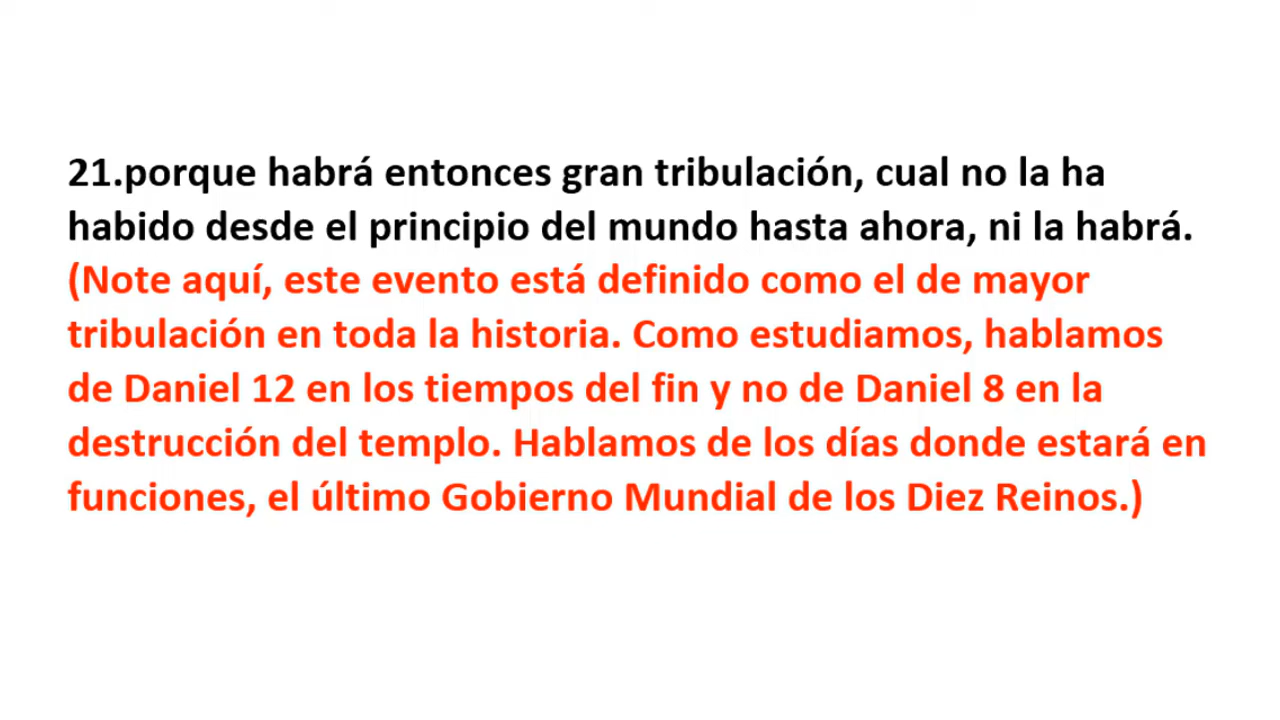 21.porque habrá entonces gran tribulación, cual no la ha
habido desde el principio del mundo hasta ahora, ni la habrá.
(Note aquí, este evento está definido como el de mayor
tribulación en toda la historia. Como estudiamos, hablamos
de Daniel 12 en los tiempos del fin y no de Daniel 8 en la
destrucción del templo. Hablamos de los días donde estará en
funciones, el último Gobierno Mundial de los Diez Reinos.)